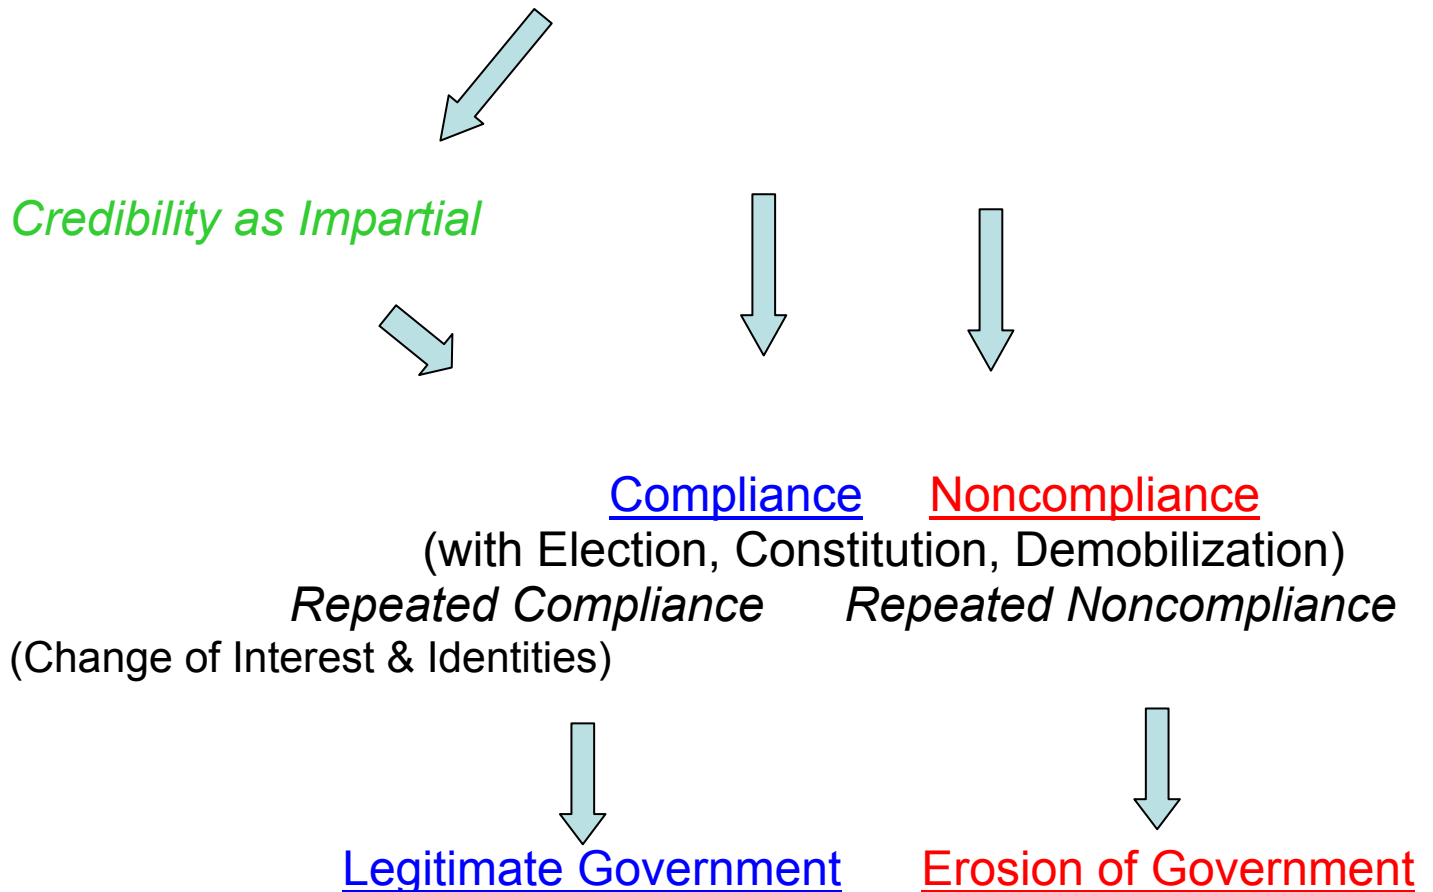 Credibility as Impartial
Compliance Noncompliance
(with Election, Constitution, Demobilization)
Repeated Compliance Repeated Noncompliance
(Change of Interest & Identities)
Legitimate Government Erosion of Government